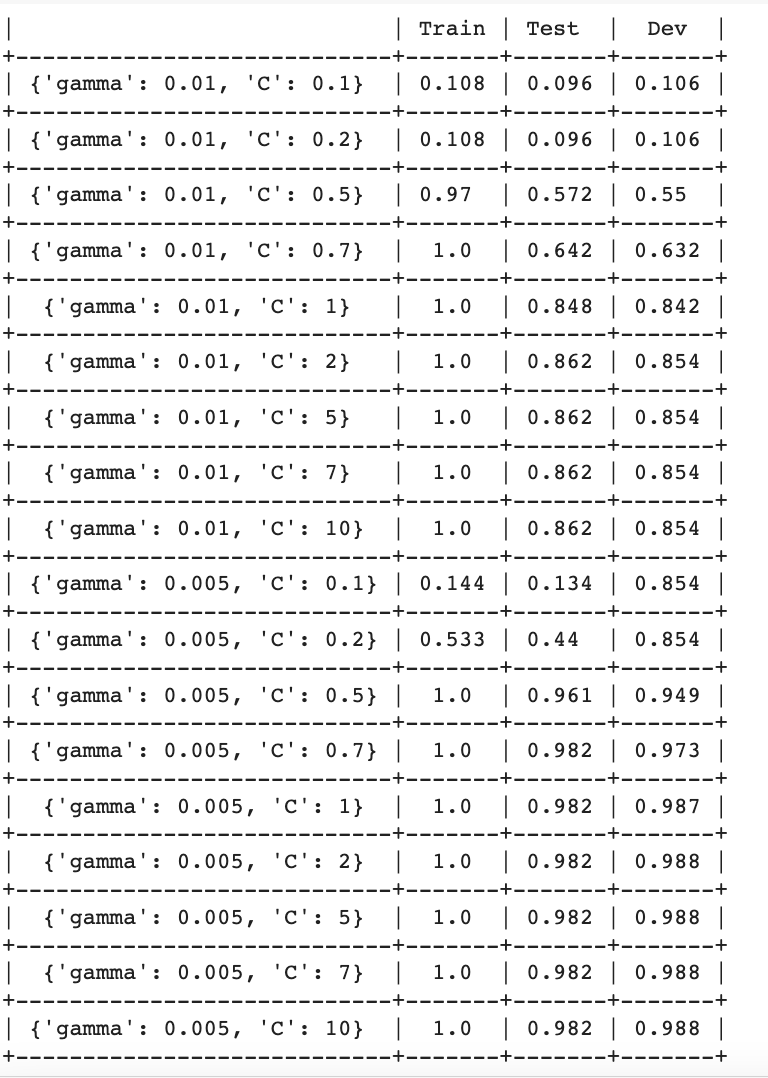 |                            | Train | Test  |  Dev  |
+----------------------------+-------+-------+-------+
| {'gamma': 0.01, 'C': 0.1}  | 0.108 | 0.096 | 0.106 |
+----------------------------+-------+-------+-------+
| {'gamma': 0.01, 'C': 0.2}  | 0.108 | 0.096 | 0.106 |
+----------------------------+-------+-------+-------+
| {'gamma': 0.01, 'C': 0.5}  | 0.97  | 0.572 | 0.55  |
+----------------------------+-------+-------+-------+
| {'gamma': 0.01, 'C': 0.7}  |  1.0  | 0.642 | 0.632 |
+----------------------------+-------+-------+-------+
|  {'gamma': 0.01, 'C': 1}   |  1.0  | 0.848 | 0.842 |
+----------------------------+-------+-------+-------+
|  {'gamma': 0.01, 'C': 2}   |  1.0  | 0.862 | 0.854 |
+----------------------------+-------+-------+-------+
|  {'gamma': 0.01, 'C': 5}   |  1.0  | 0.862 | 0.854 |
+----------------------------+-------+-------+-------+
|  {'gamma': 0.01, 'C': 7}   |  1.0  | 0.862 | 0.854 |
+----------------------------+-------+-------+-------+
|  {'gamma': 0.01, 'C': 10}  |  1.0  | 0.862 | 0.854 |
+----------------------------+-------+-------+-------+
| {'gamma': 0.005, 'C': 0.1} | 0.144 | 0.134 | 0.854 |
+----------------------------+-------+-------+-------+
| {'gamma': 0.005, 'C': 0.2} | 0.533 | 0.44  | 0.854 |
+----------------------------+-------+-------+-------+
| {'gamma': 0.005, 'C': 0.5} |  1.0  | 0.961 | 0.949 |
+----------------------------+-------+-------+-------+
| {'gamma': 0.005, 'C': 0.7} |  1.0  | 0.982 | 0.973 |
+----------------------------+-------+-------+-------+
|  {'gamma': 0.005, 'C': 1}  |  1.0  | 0.982 | 0.987 |
+----------------------------+-------+-------+-------+
|  {'gamma': 0.005, 'C': 2}  |  1.0  | 0.982 | 0.988 |
+----------------------------+-------+-------+-------+
|  {'gamma': 0.005, 'C': 5}  |  1.0  | 0.982 | 0.988 |
+----------------------------+-------+-------+-------+
|  {'gamma': 0.005, 'C': 7}  |  1.0  | 0.982 | 0.988 |
+----------------------------+-------+-------+-------+
| {'gamma': 0.005, 'C': 10}  |  1.0  | 0.982 | 0.988 |
+----------------------------+-------+-------+-------+